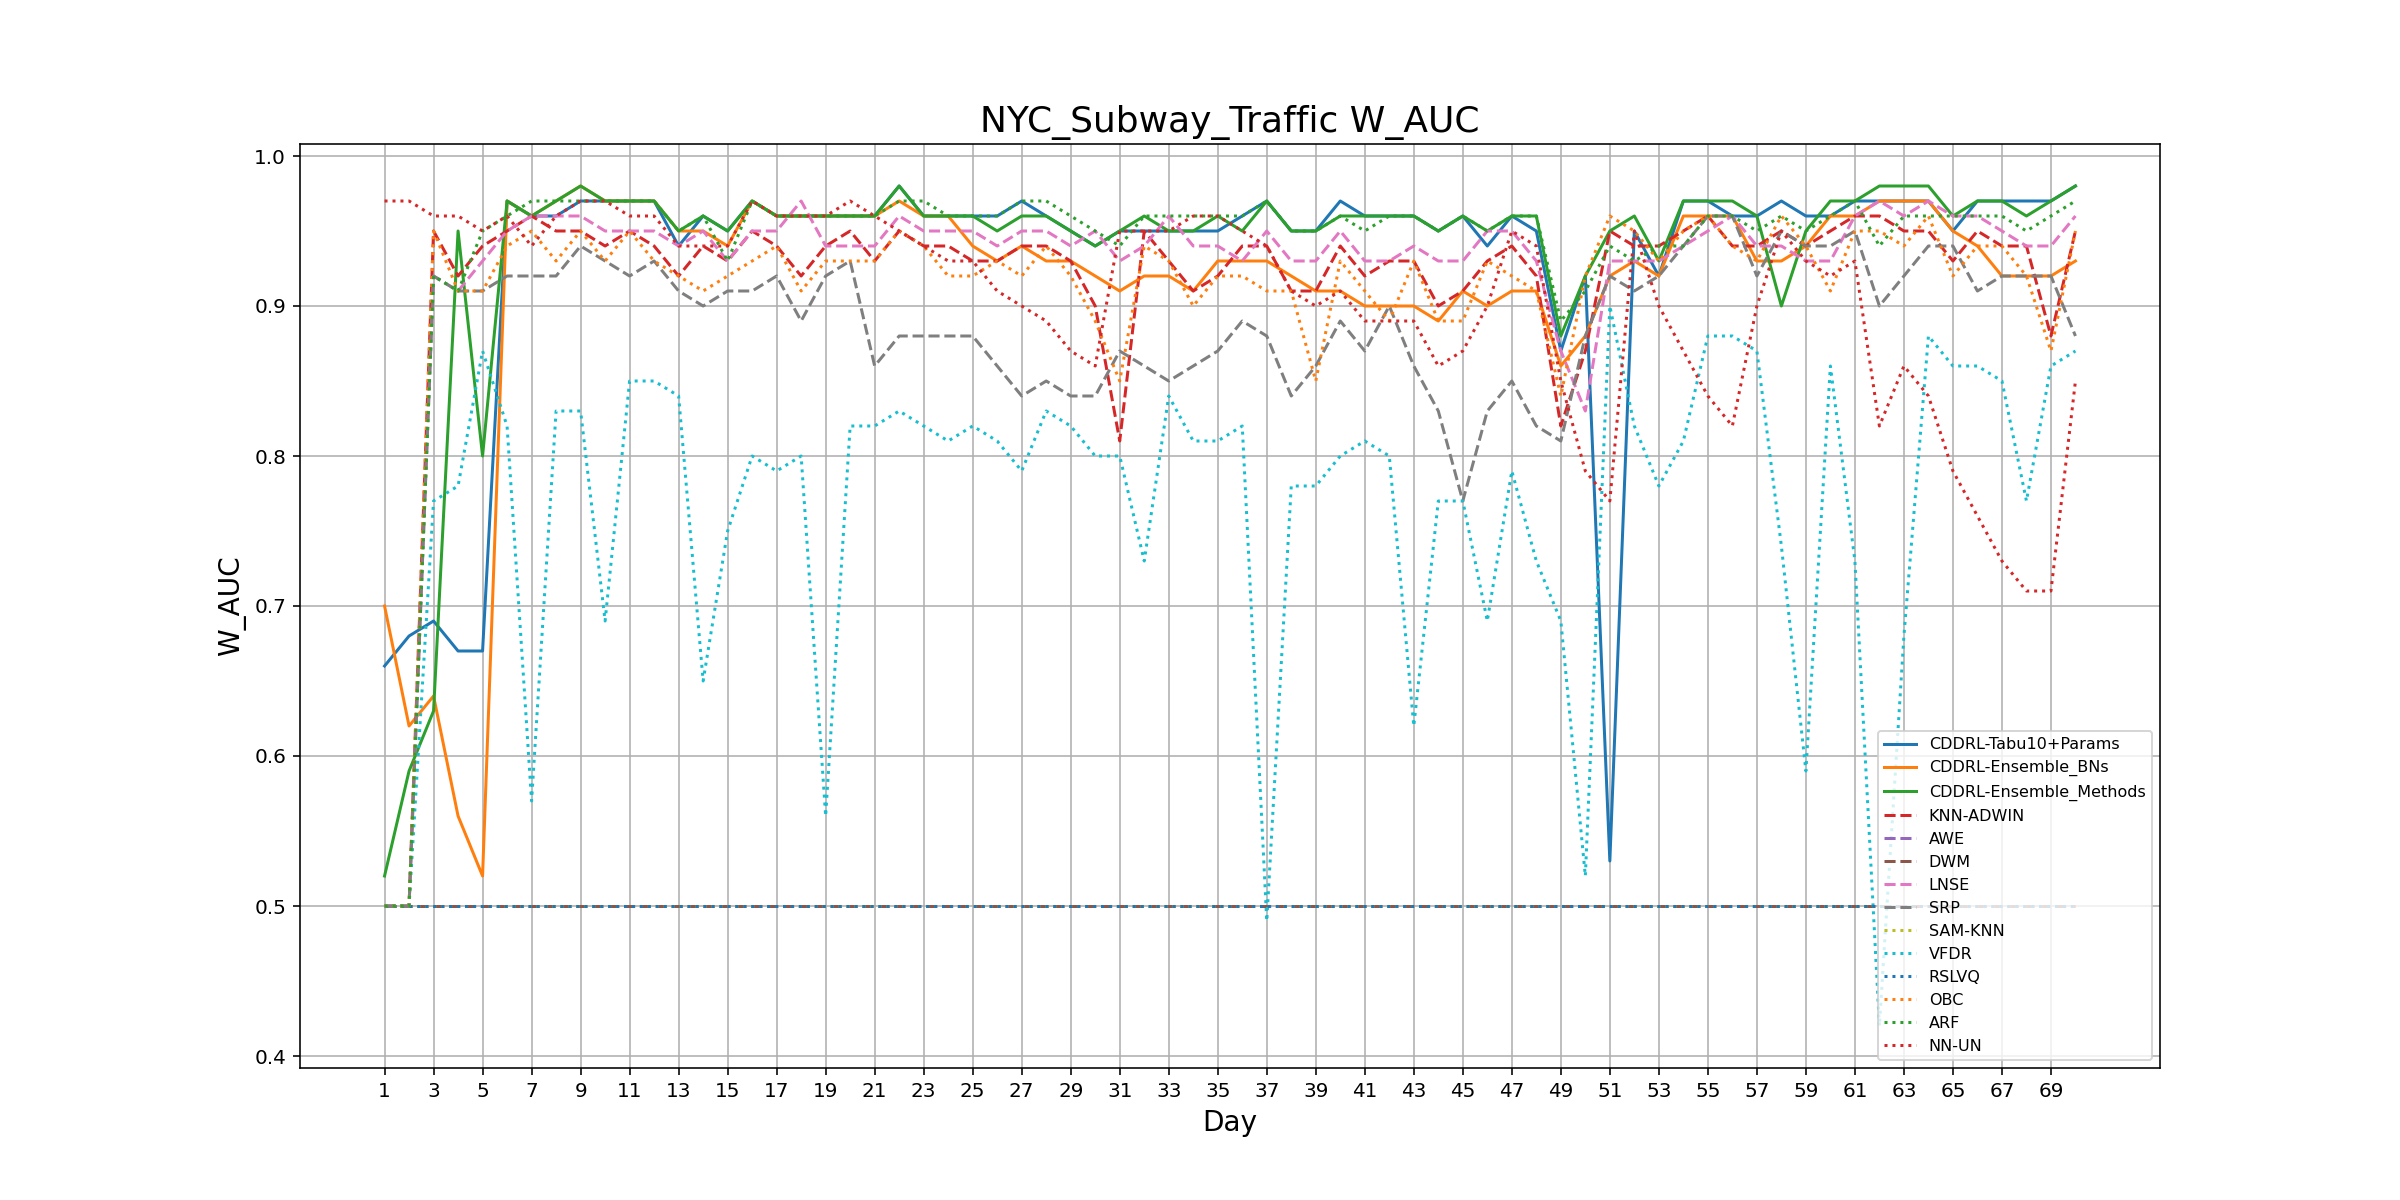 NYC_Subway_Traffic W_AUC
1.0
0.9
0.8
0.7
0.6
0.5
0.4
W_AUC
1 3 5 7 9 11 13 15 17 19 21 23 25 27 29 31 33 35 37 39 41 43 45 47 49 51 53 55 57 59 61 63 65 67 69
Day
CDDRL-Tabu10+Params
CDDRL-Ensemble_BNs
CDDRL-Ensemble_Methods
KNN-ADWIN
AWE
DWM
LNSE
SRP
SAM-KNN
VFDR
RSLVQ
OBC
ARF
NN-UN